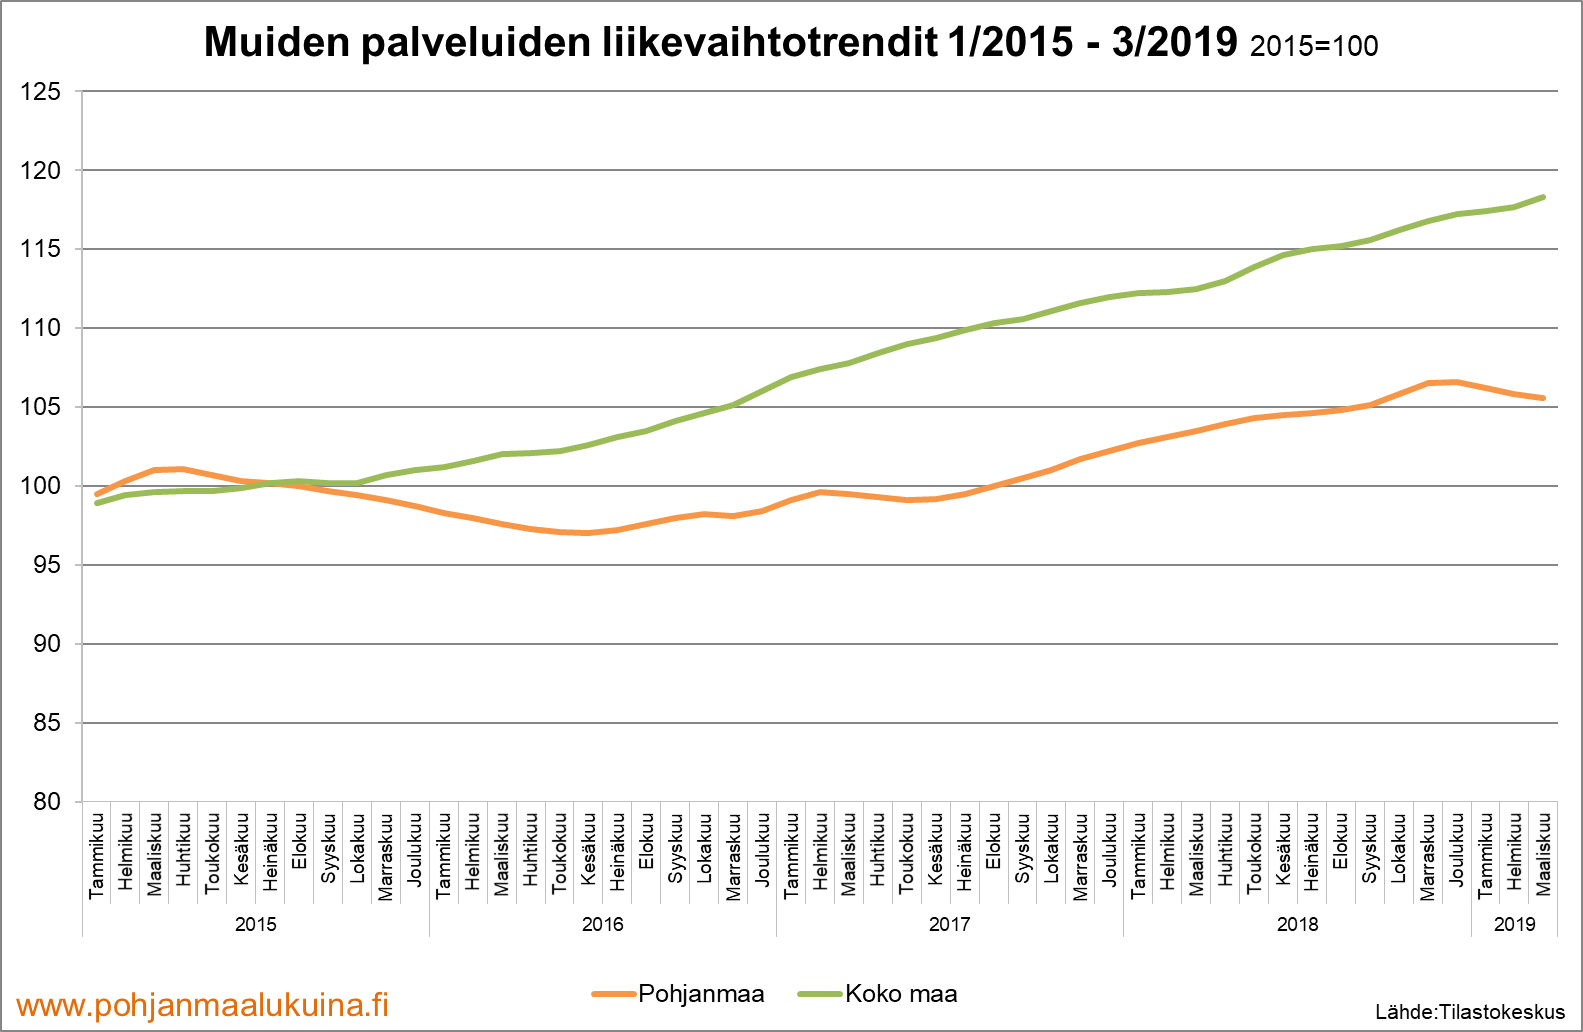 Muiden palveluiden liikevaihtotrendit 1/2015 - 3/2019 2015=100
125
120
115
110
105
100
95
90
85
80
Tammikuu
Helmikuu
Maaliskuu
Huhtikuu
Toukokuu
Kesäkuu
Heinäkuu
Elokuu
Syyskuu
Lokakuu
Marraskuu
Joulukuu
Tammikuu
Helmikuu
Maaliskuu
Huhtikuu
Toukokuu
Kesäkuu
Heinäkuu
Elokuu
Syyskuu
Lokakuu
Marraskuu
Joulukuu
Tammikuu
Helmikuu
Maaliskuu
Huhtikuu
Toukokuu
Kesäkuu
Heinäkuu
Elokuu
Syyskuu
Lokakuu
Marraskuu
Joulukuu
Tammikuu
Helmikuu
Maaliskuu
Huhtikuu
Toukokuu
Kesäkuu
Heinäkuu
Elokuu
Syyskuu
Lokakuu
Marraskuu
Joulukuu
Tammikuu
Helmikuu
Maaliskuu
2015 2016 2017 2018 2019
Pohjanmaa Koko maa
www.pohjanmaalukuina.fi
Lähde:Tilastokeskus